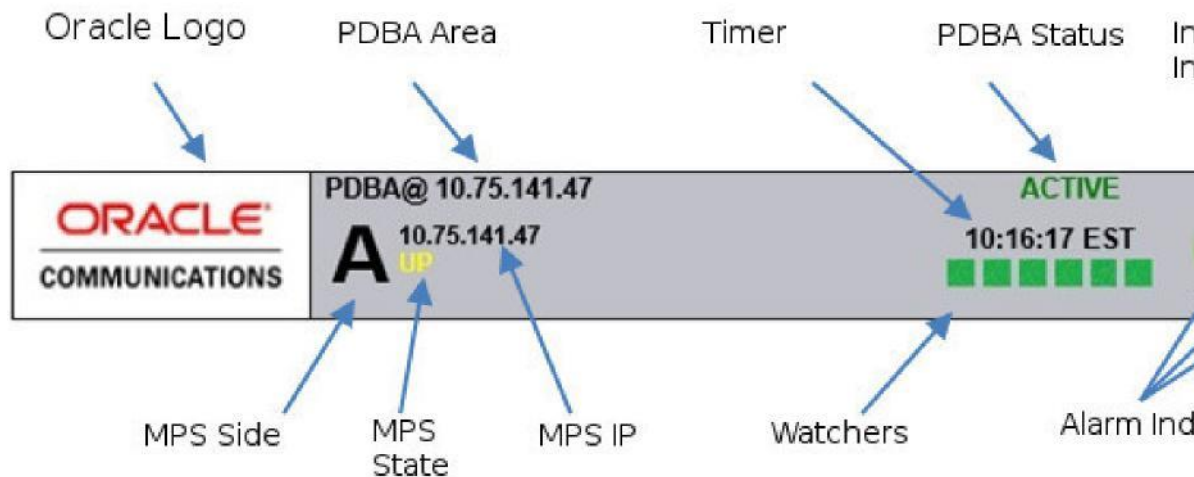 Oracle Logo
PDBA Area
Timer
PDBA Status
ORACLE
COMMUNICATIONS
PDBA@ 10.75.141.47
ACTIVE
A
10.75.141.47
UP
10:16:17 EST
MPS Side
MPS
State
MPS IP
Watchers
Alarm